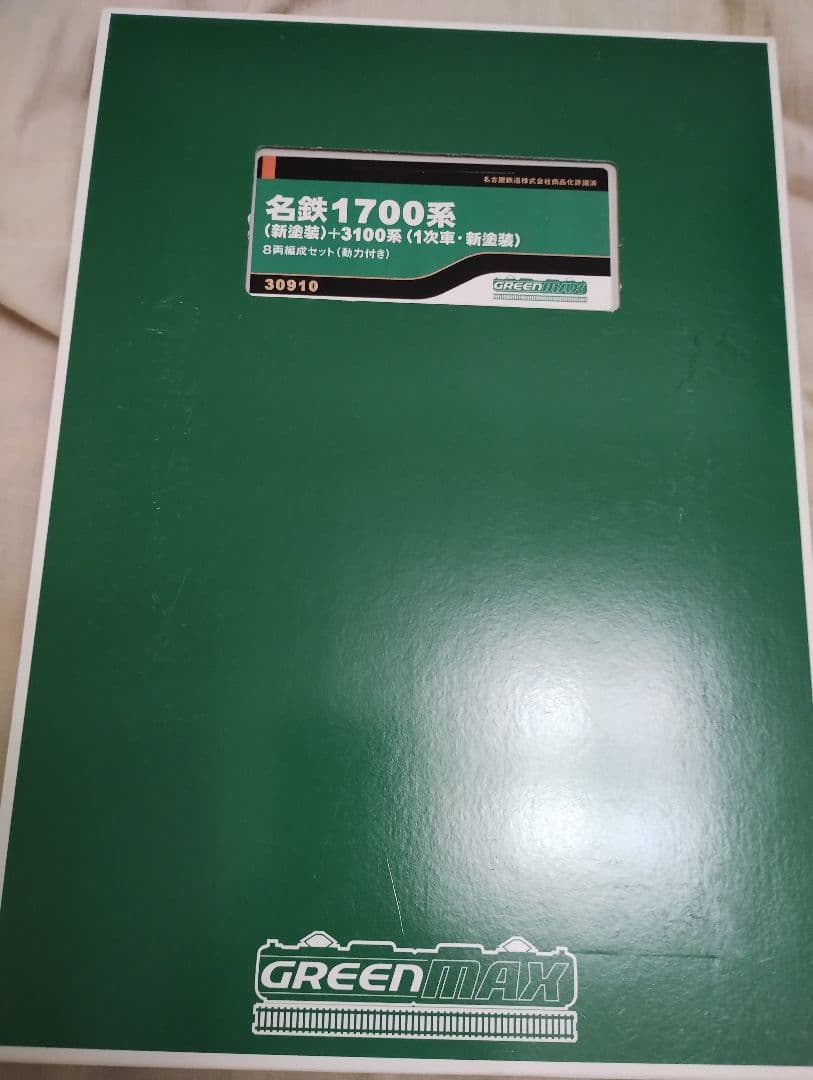 名古屋鉄道株式会社商品化許諾済
名鉄1700系
(新塗装)+3100系(1次車・新塗装)
8両編成セット(動力付き)
30910
GREENMAX
GREENMAX